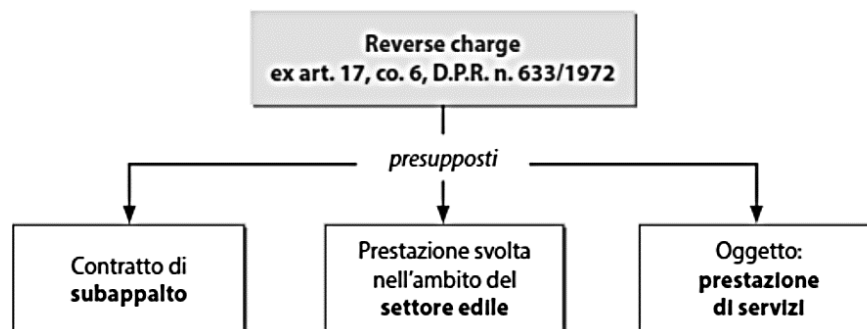 Reverse charge
ex art. 17, co. 6, D.P.R. n. 633/1972
presupposti
Contratto di
subappalto
Prestazione svolta
nell'ambito del
settore edile
Oggetto:
prestazione
di servizi